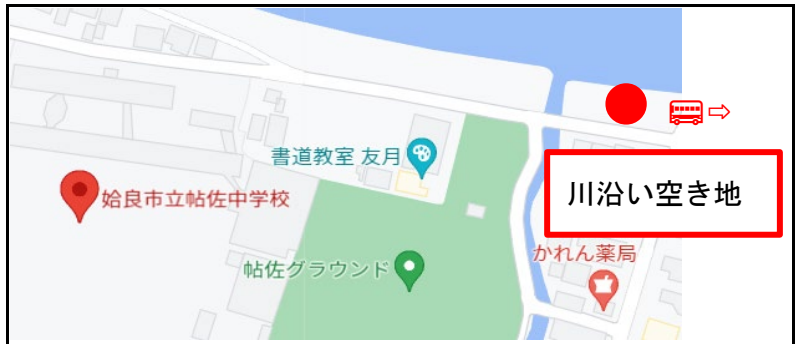 書道教室 友月
姶良市立帖佐中学校
川沿い空き地
かれん薬局
帖佐グラウンド